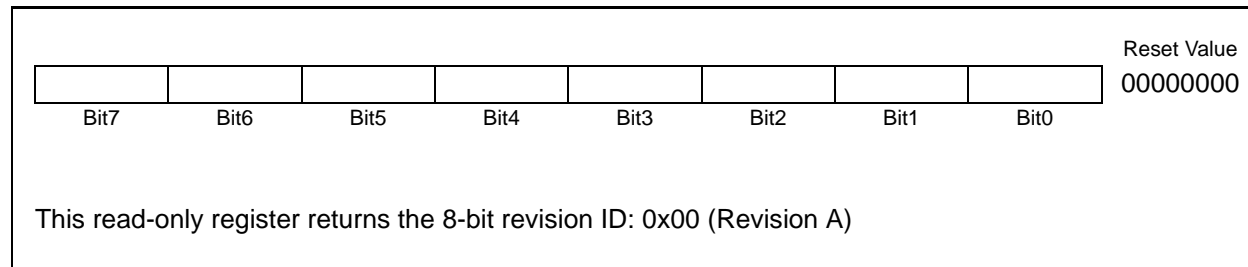 Reset Value
00000000
Bit7 Bit6 Bit5 Bit4 Bit3 Bit2 Bit1 Bit0
This read-only register returns the 8-bit revision ID: 0x00 (Revision A)